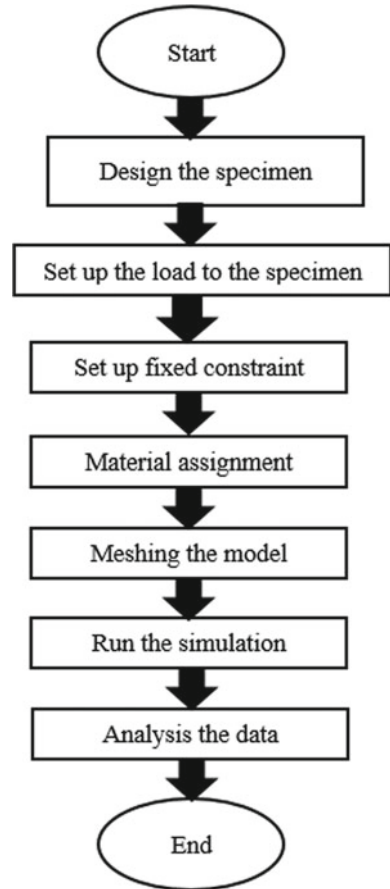 Start
Design the specimen
Set up the load to the specimen
Set up fixed constraint
Material assignment
Meshing the model
Run the simulation
Analysis the data
End